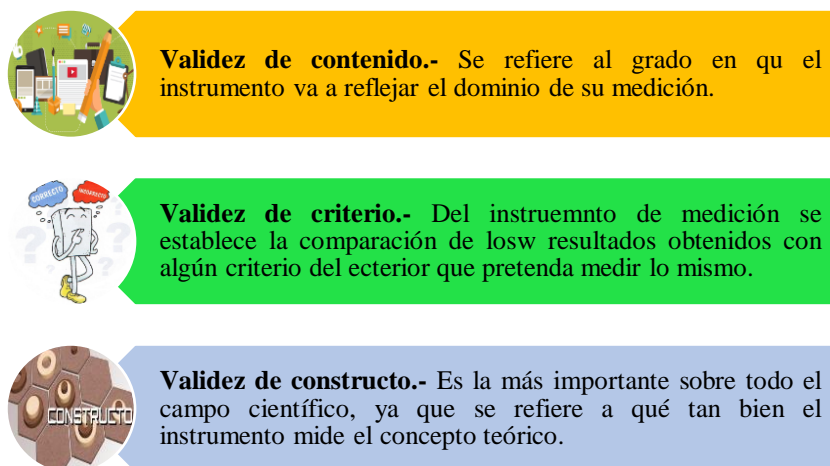 Validez de contenido.- Se refiere al grado en qu el
instrumento va a reflejar el dominio de su medición.
CORRECTO
INCORRECTO
Validez de criterio.- Del instruemnto de medición se
establece la comparación de losw resultados obtenidos con
algún criterio del ecterior que pretenda medir lo mismo.
CONSTRUCTO
Validez de constructo.- Es la más importante sobre todo el
campo científico, ya que se refiere a qué tan bien el
instrumento mide el concepto teórico.